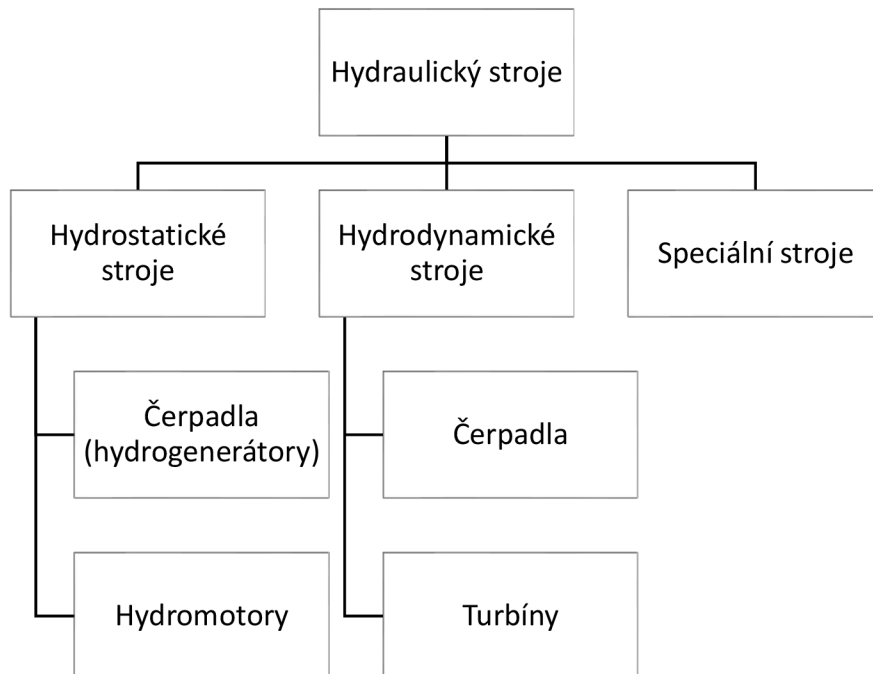 Hydraulický stroje
Hydrostatické
stroje
Hydrodynamické
stroje
Speciální stroje
Čerpadla
(hydrogenerátory)
Čerpadla
Hydromotory
Turbíny